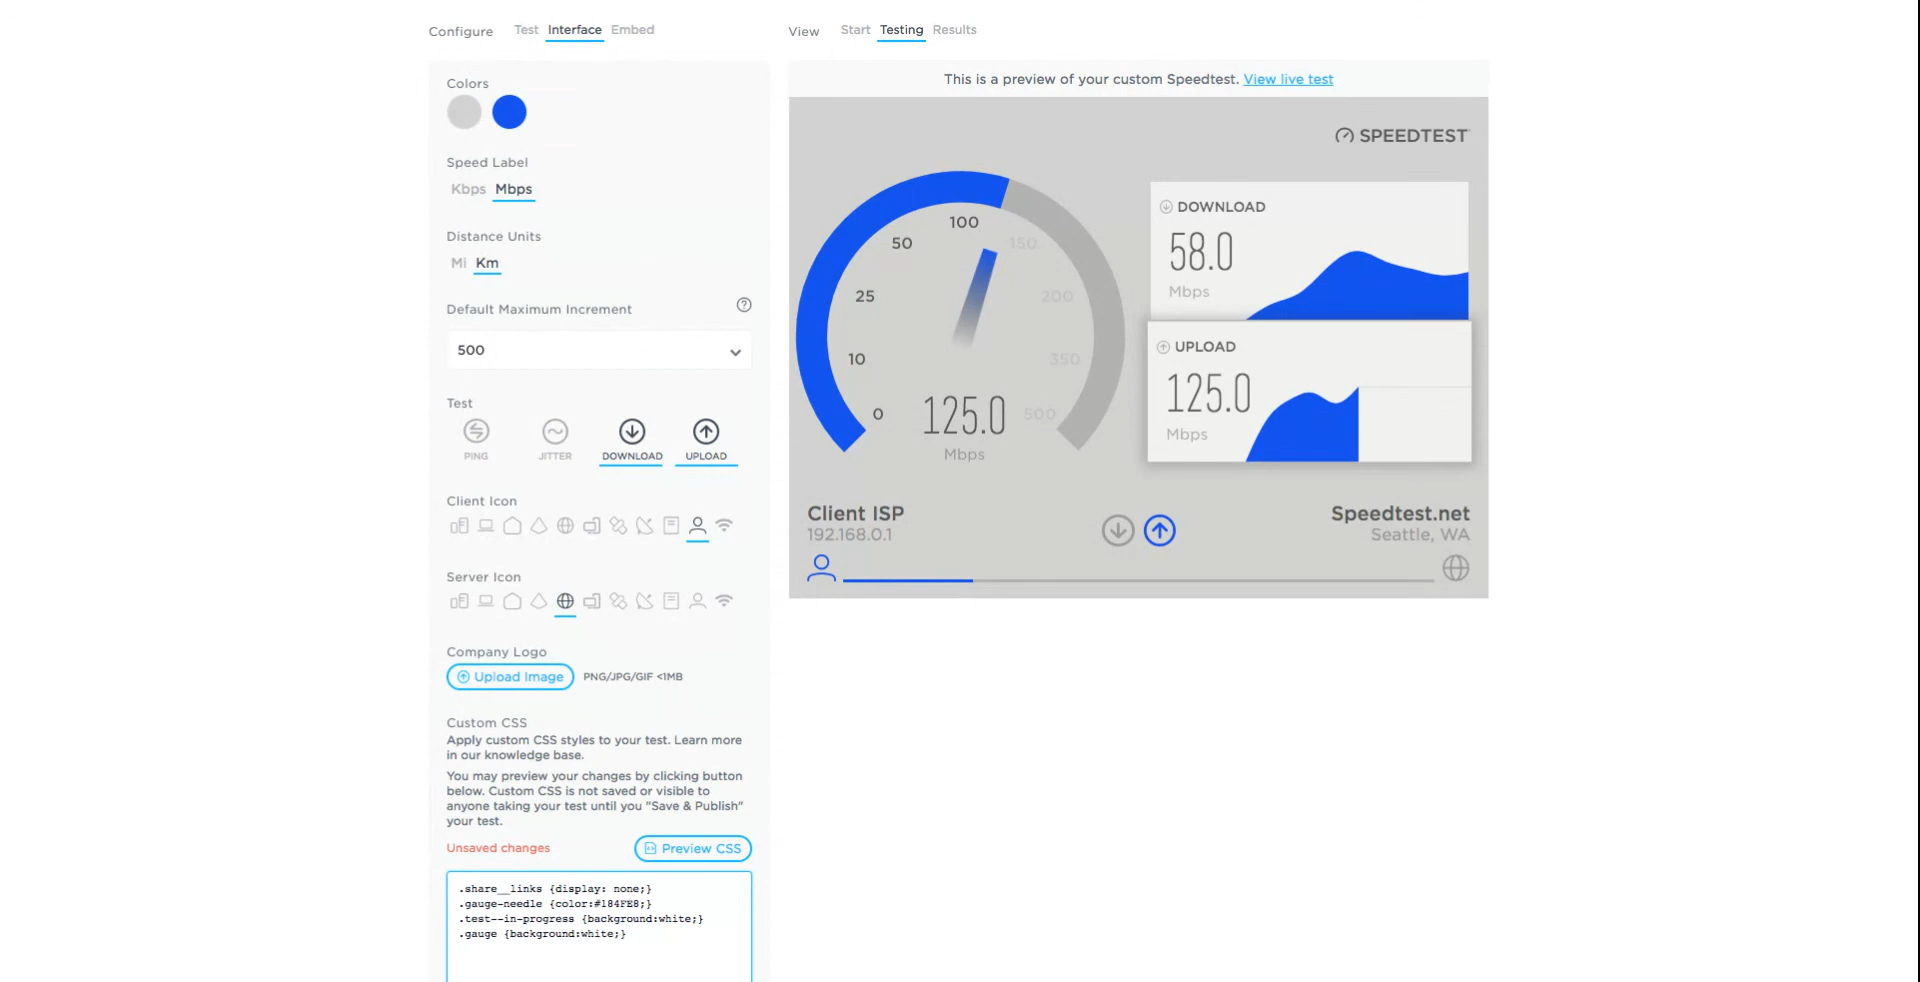 Configure Test Interface Embed
View Start Testing Results
Colors
Speed Label
Kbps Mbps
Distance Units
Mi Km
Default Maximum Increment ?
500
Test
PING JITTER DOWNLOAD UPLOAD
Client Icon
Server Icon
Company Logo
Upload Image PNG/JPG/GIF <1MB
Custom CSS
Apply custom CSS styles to your test. Learn more
in our knowledge base.
You may preview your changes by clicking button
below. Custom CSS is not saved or visible to
anyone taking your test until you "Save & Publish"
your test.
Unsaved changes Preview CSS
.share__links {display: none;}
.gauge-needle {color:#184FE8;}
.test--in-progress {background:white;}
.gauge {background:white;}
This is a preview of your custom Speedtest. View live test
SPEEDTEST
0
10
25
50
100
150
200
350
500
125.0
Mbps
DOWNLOAD
58.0
Mbps
UPLOAD
125.0
Mbps
Client ISP
192.168.0.1
Speedtest.net
Seattle, WA